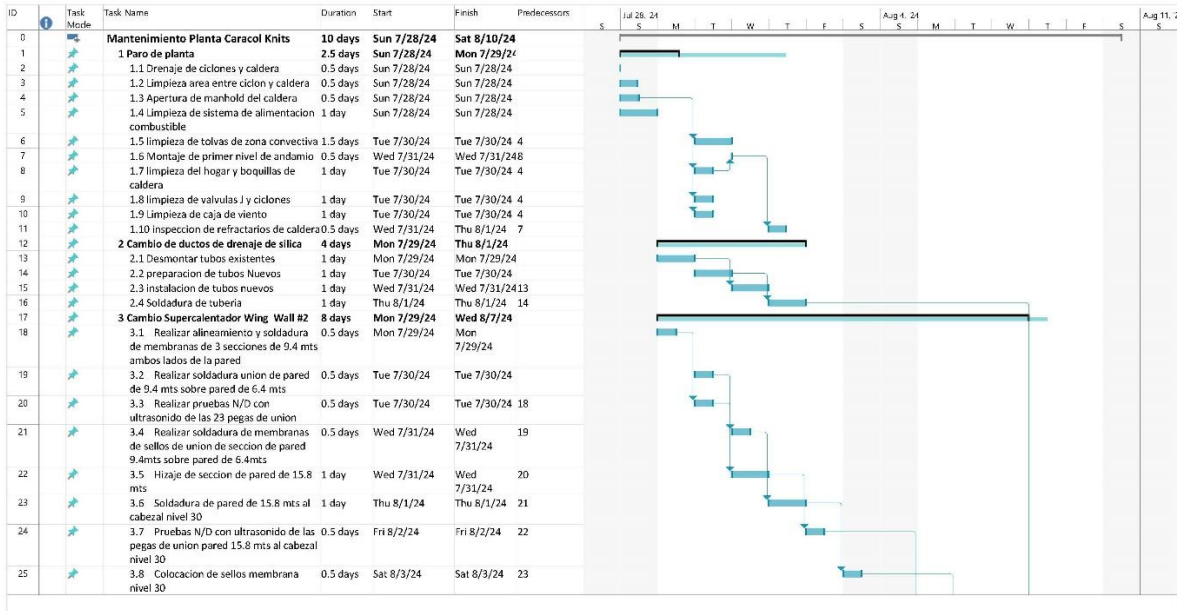 ID Task Mode Task Name Duration Start Finish Predecessors Jul 28, 24 Aug 4, 24 Aug 11, 2
S S M T W T F S S M T W T F S S
0 Mantenimiento Planta Caracol Knits 10 days Sun 7/28/24 Sat 8/10/24
1 1 Paro de planta 2.5 days Sun 7/28/24 Mon 7/29/24
2 1.1 Drenaje de ciclones y caldera 0.5 days Sun 7/28/24 Sun 7/28/24
3 1.2 Limpieza area entre ciclon y caldera 0.5 days Sun 7/28/24 Sun 7/28/24
4 1.3 Apertura de manhold del caldera 0.5 days Sun 7/28/24 Sun 7/28/24
5 1.4 Limpieza de sistema de alimentacion 1 day Sun 7/28/24 Sun 7/28/24
combustible
6 1.5 limpieza de tolvas de zona convectiva 1.5 days Tue 7/30/24 Tue 7/30/24 4
7 1.6 Montaje de primer nivel de andamio 0.5 days Wed 7/31/24 Wed 7/31/24 8
8 1.7 limpieza del hogar y boquillas de 1 day Tue 7/30/24 Tue 7/30/24 4
caldera
9 1.8 limpieza de valvulas J y ciclones 1 day Tue 7/30/24 Tue 7/30/24 4
10 1.9 Limpieza de caja de viento 1 day Tue 7/30/24 Tue 7/30/24 4
11 1.10 inspeccion de refractarios de caldera 0.5 days Wed 7/31/24 Thu 8/1/24 7
12 2 Cambio de ductos de drenaje de silica 4 days Mon 7/29/24 Thu 8/1/24
13 2.1 Desmontar tubos existentes 1 day Mon 7/29/24 Mon 7/29/24
14 2.2 preparacion de tubos Nuevos 1 day Tue 7/30/24 Tue 7/30/24
15 2.3 instalacion de tubos nuevos 1 day Wed 7/31/24 Wed 7/31/24 13
16 2.4 Soldadura de tuberia 1 day Thu 8/1/24 Thu 8/1/24 14
17 3 Cambio Supercalentador Wing Wall #2 8 days Mon 7/29/24 Wed 8/7/24
18 3.1 Realizar alineamiento y soldadura 0.5 days Mon 7/29/24 Mon
de membranas de 3 secciones de 9.4 mts 7/29/24
ambos lados de la pared
19 3.2 Realizar soldadura union de pared 0.5 days Tue 7/30/24 Tue 7/30/24
de 9.4 mts sobre pared de 6.4 mts
20 3.3 Realizar pruebas N/D con 0.5 days Tue 7/30/24 Tue 7/30/24 18
ultrasonido de las 23 pegas de union
21 3.4 Realizar soldadura de membranas 0.5 days Wed 7/31/24 Wed 19
de sellos de union de seccion de pared 7/31/24
9.4mts sobre pared de 6.4mts
22 3.5 Hizaje de seccion de pared de 15.8 1 day Wed 7/31/24 Wed 20
mts 7/31/24
23 3.6 Soldadura de pared de 15.8 mts al 1 day Thu 8/1/24 Thu 8/1/24 21
cabezal nivel 30
24 3.7 Pruebas N/D con ultrasonido de las 0.5 days Fri 8/2/24 Fri 8/2/24 22
pegas de union pared 15.8 mts al cabezal
nivel 30
25 3.8 Colocacion de sellos membrana 0.5 days Sat 8/3/24 Sat 8/3/24 23
nivel 30